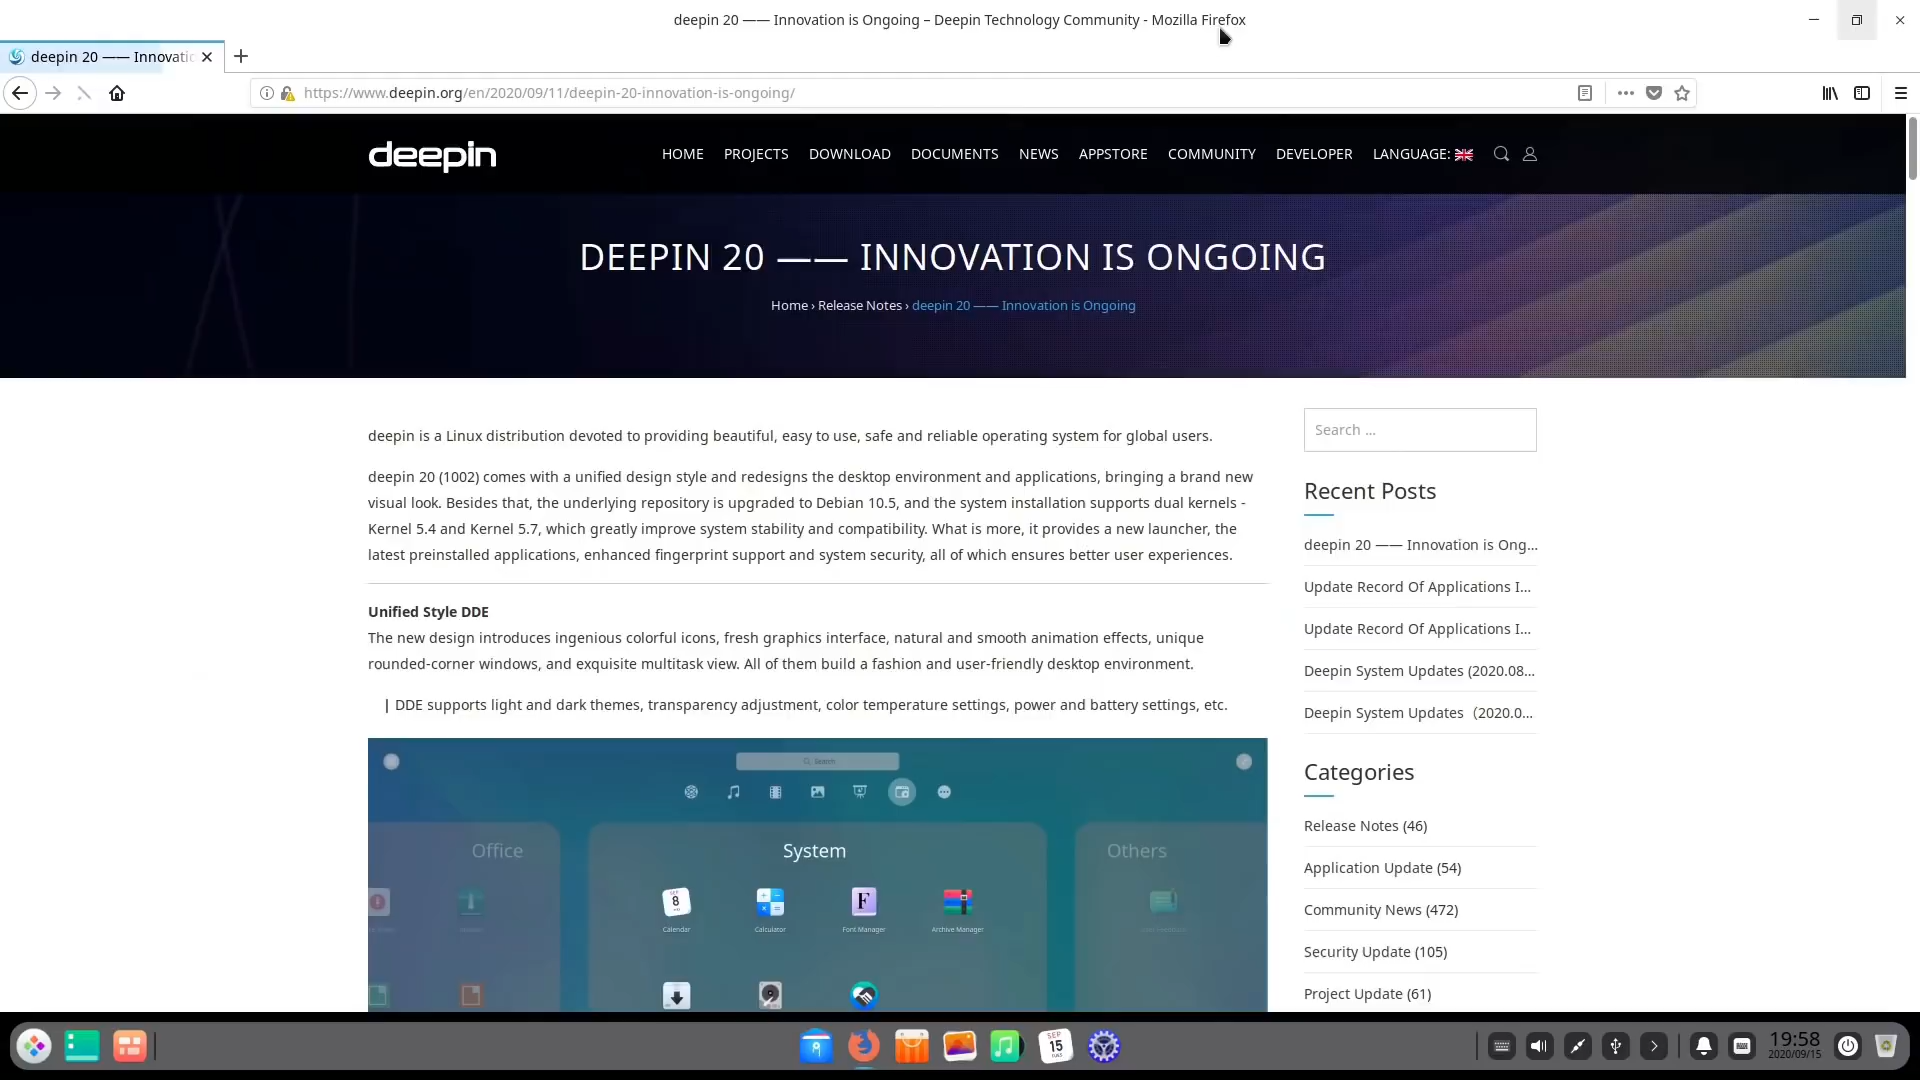 deepin 20 —— Innovation is Ongoing – Deepin Technology Community - Mozilla Firefox
deepin 20 —— Innovatic
https://www.deepin.org/en/2020/09/11/deepin-20-innovation-is-ongoing/
deepin
HOME PROJECTS DOWNLOAD DOCUMENTS NEWS APPSTORE COMMUNITY DEVELOPER LANGUAGE:
DEEPIN 20 —— INNOVATION IS ONGOING
Home › Release Notes › deepin 20 —— Innovation is Ongoing
deepin is a Linux distribution devoted to providing beautiful, easy to use, safe and reliable operating system for global users.
deepin 20 (1002) comes with a unified design style and redesigns the desktop environment and applications, bringing a brand new
visual look. Besides that, the underlying repository is upgraded to Debian 10.5, and the system installation supports dual kernels -
Kernel 5.4 and Kernel 5.7, which greatly improve system stability and compatibility. What is more, it provides a new launcher, the
latest preinstalled applications, enhanced fingerprint support and system security, all of which ensures better user experiences.
Unified Style DDE
The new design introduces ingenious colorful icons, fresh graphics interface, natural and smooth animation effects, unique
rounded-corner windows, and exquisite multitask view. All of them build a fashion and user-friendly desktop environment.
| DDE supports light and dark themes, transparency adjustment, color temperature settings, power and battery settings, etc.
Search
Office
System
Others
SEP
8
F
Calendar
Calculator
Font Manager
Archive Manager
Search ...
Recent Posts
deepin 20 —— Innovation is Ong...
Update Record Of Applications I...
Update Record Of Applications I...
Deepin System Updates (2020.08...
Deepin System Updates（2020.0...
Categories
Release Notes (46)
Application Update (54)
Community News (472)
Security Update (105)
Project Update (61)
SEP
15
TUES
19:58
2020/09/15